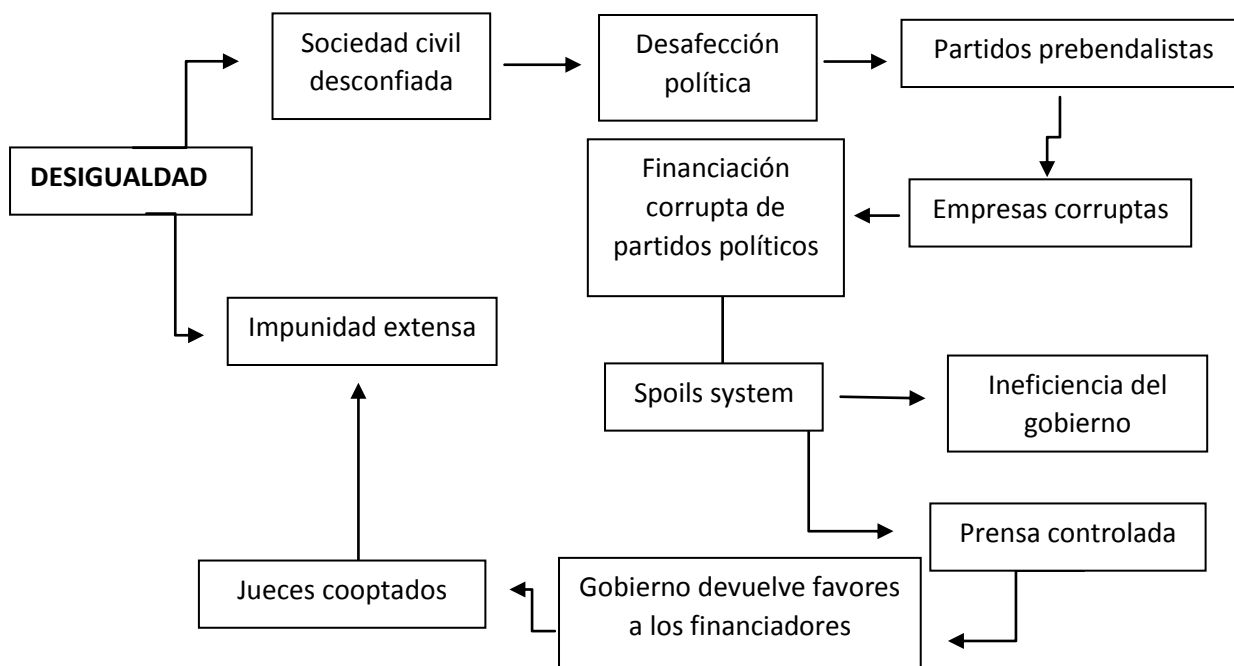 Sociedad civil
desconfiada
Desafección
política
Partidos prebendalistas
DESIGUALDAD
Financiación
corrupta de
partidos políticos
Empresas corruptas
Impunidad extensa
Spoils system
Ineficiencia del
gobierno
Prensa controlada
Jueces cooptados
Gobierno devuelve favores
a los financiadores